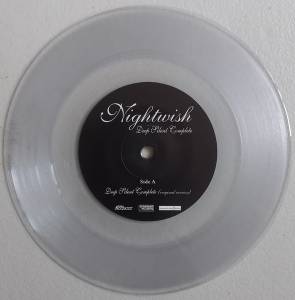 Nightwish
Deep Silent Complete
Side A
Deep Silent Complete (original version)